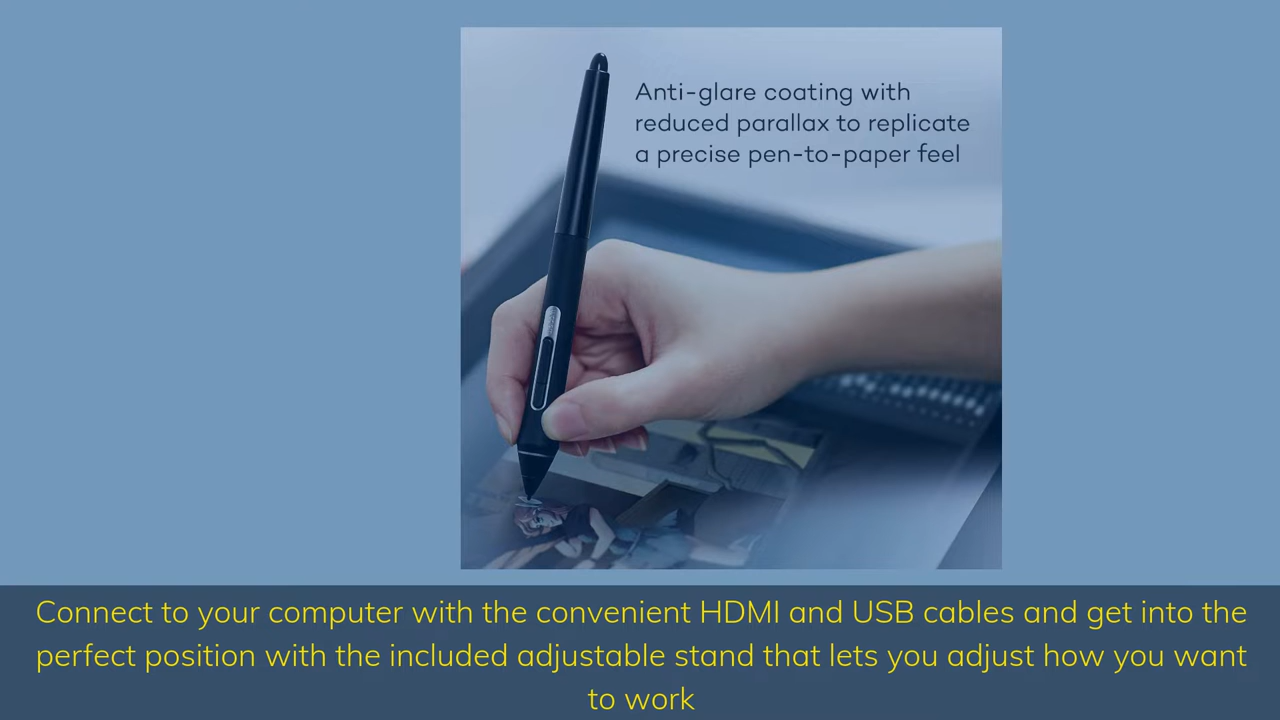 Anti-glare coating with
reduced parallax to replicate
a precise pen-to-paper feel
Connect to your computer with the convenient HDMI and USB cables and get into the
perfect position with the included adjustable stand that lets you adjust how you want
to work